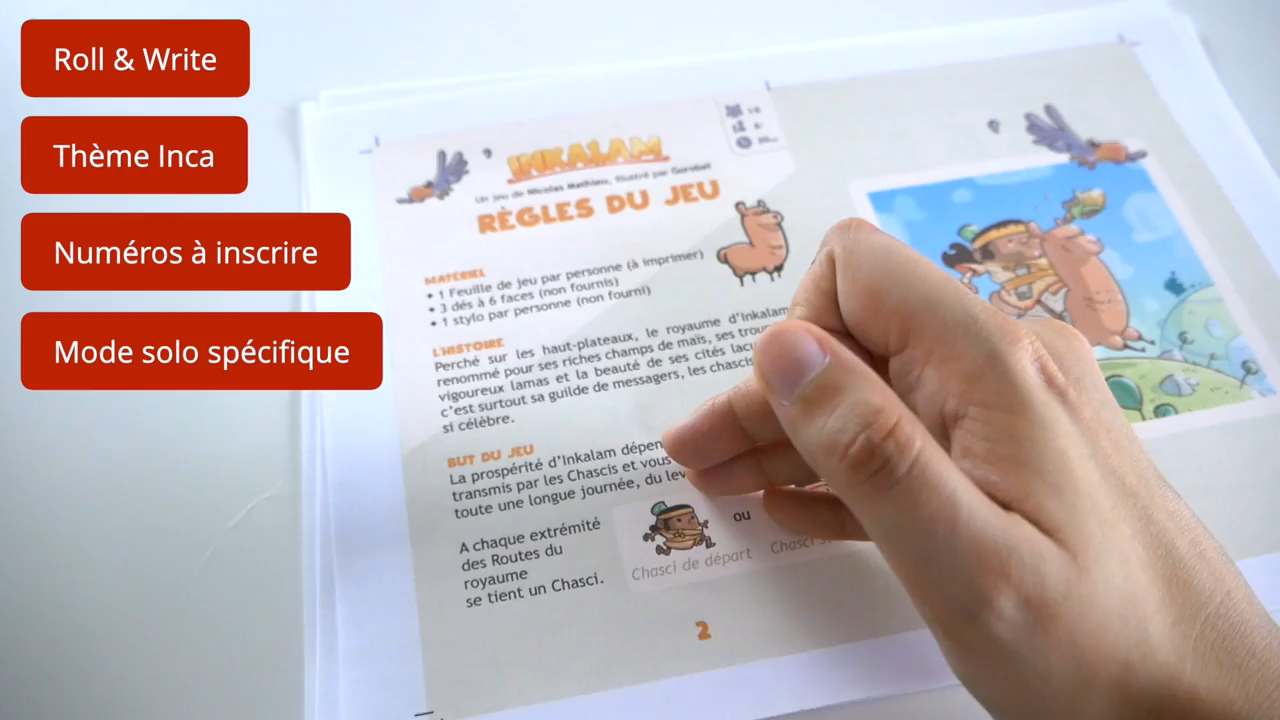 Roll & Write
Thème Inca
Numéros à inscrire
Mode solo spécifique
INKALAM
Un jeu de Nicolas Mathieu, illustré par Gorobei
RÈGLES DU JEU
MATÉRIEL
• 1 Feuille de jeu par personne (à imprimer)
• 3 dés à 6 faces (non fournis)
• 1 stylo par personne (non fourni)
L'HISTOIRE
Perché sur les haut-plateaux, le royaume d'Inkalam
renommé pour ses riches champs de maïs, ses
vigoureux lamas et la beauté de ses cités
c'est surtout sa guilde de messagers, les chascis
si célèbre.
BUT DU JEU
La prospérité d'Inkalam
transmis par les Chascis et vous
toute une longue journée, du
A chaque extrémité
des Routes du
royaume
se tient un Chasci.
ou
Chasci de départ
Chasci
2